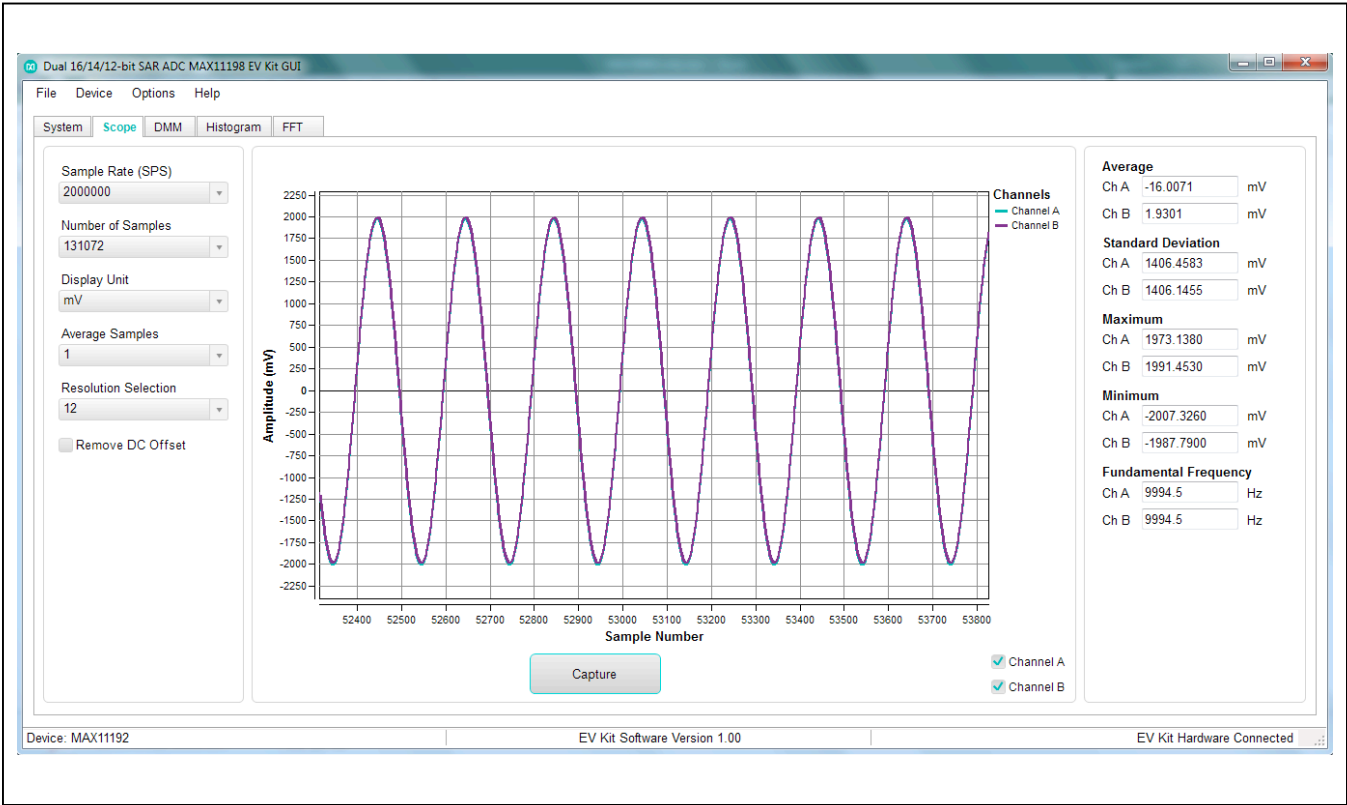 Dual 16/14/12-bit SAR ADC MAX11198 EV Kit GUI
File Device Options Help
System Scope DMM Histogram FFT
Sample Rate (SPS)
2000000
Number of Samples
131072
Display Unit
mV
Average Samples
1
Resolution Selection
12
Remove DC Offset
Amplitude (mV)
2250
2000
1750
1500
1250
1000
750
500
250
0
-250
-500
-750
-1000
-1250
-1500
-1750
-2000
-2250
52400 52500 52600 52700 52800 52900 53000 53100 53200 53300 53400 53500 53600 53700 53800
Sample Number
Channels
Channel A
Channel B
Capture
Channel A
Channel B
Average
Ch A -16.0071 mV
Ch B 1.9301 mV
Standard Deviation
Ch A 1406.4583 mV
Ch B 1406.1455 mV
Maximum
Ch A 1973.1380 mV
Ch B 1991.4530 mV
Minimum
Ch A -2007.3260 mV
Ch B -1987.7900 mV
Fundamental Frequency
Ch A 9994.5 Hz
Ch B 9994.5 Hz
Device: MAX11192 EV Kit Software Version 1.00 EV Kit Hardware Connected